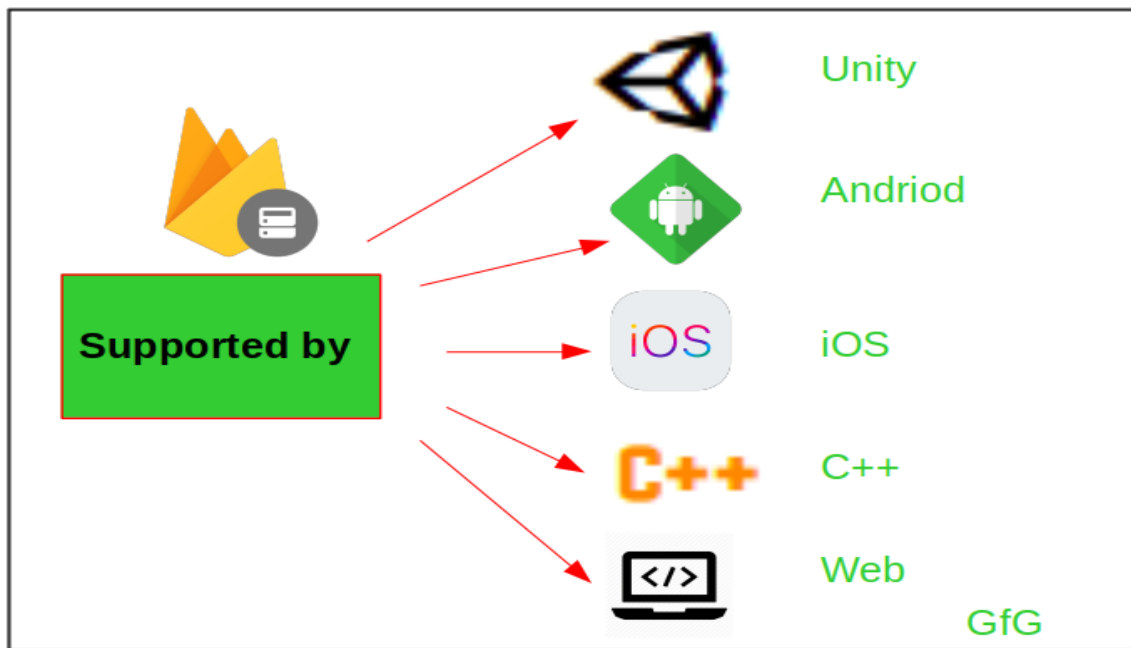 Unity
Andriod
Supported by
iOS
iOS
C++
C++
</>
Web
GfG